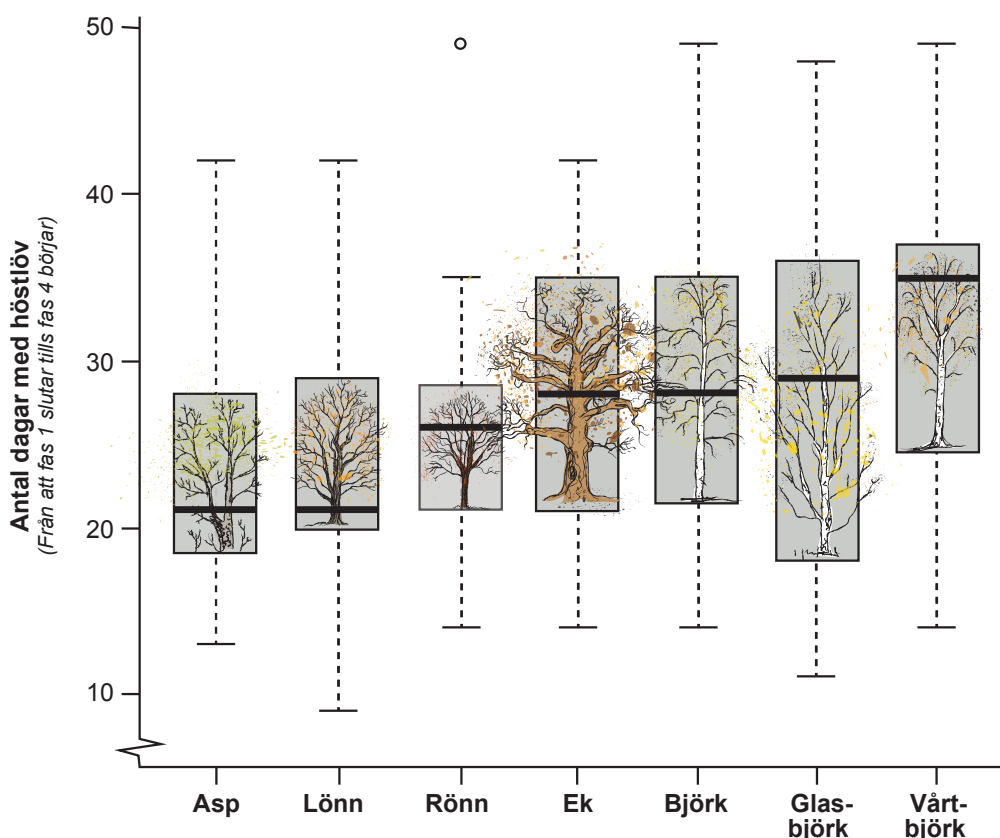 Antal dagar med höstlöv
(Från att fas 1 slutar tills fas 4 börjar)
50
40
30
20
10
Asp
Lönn
Rönn
Ek
Björk
Glas-
björk
Vårt-
björk